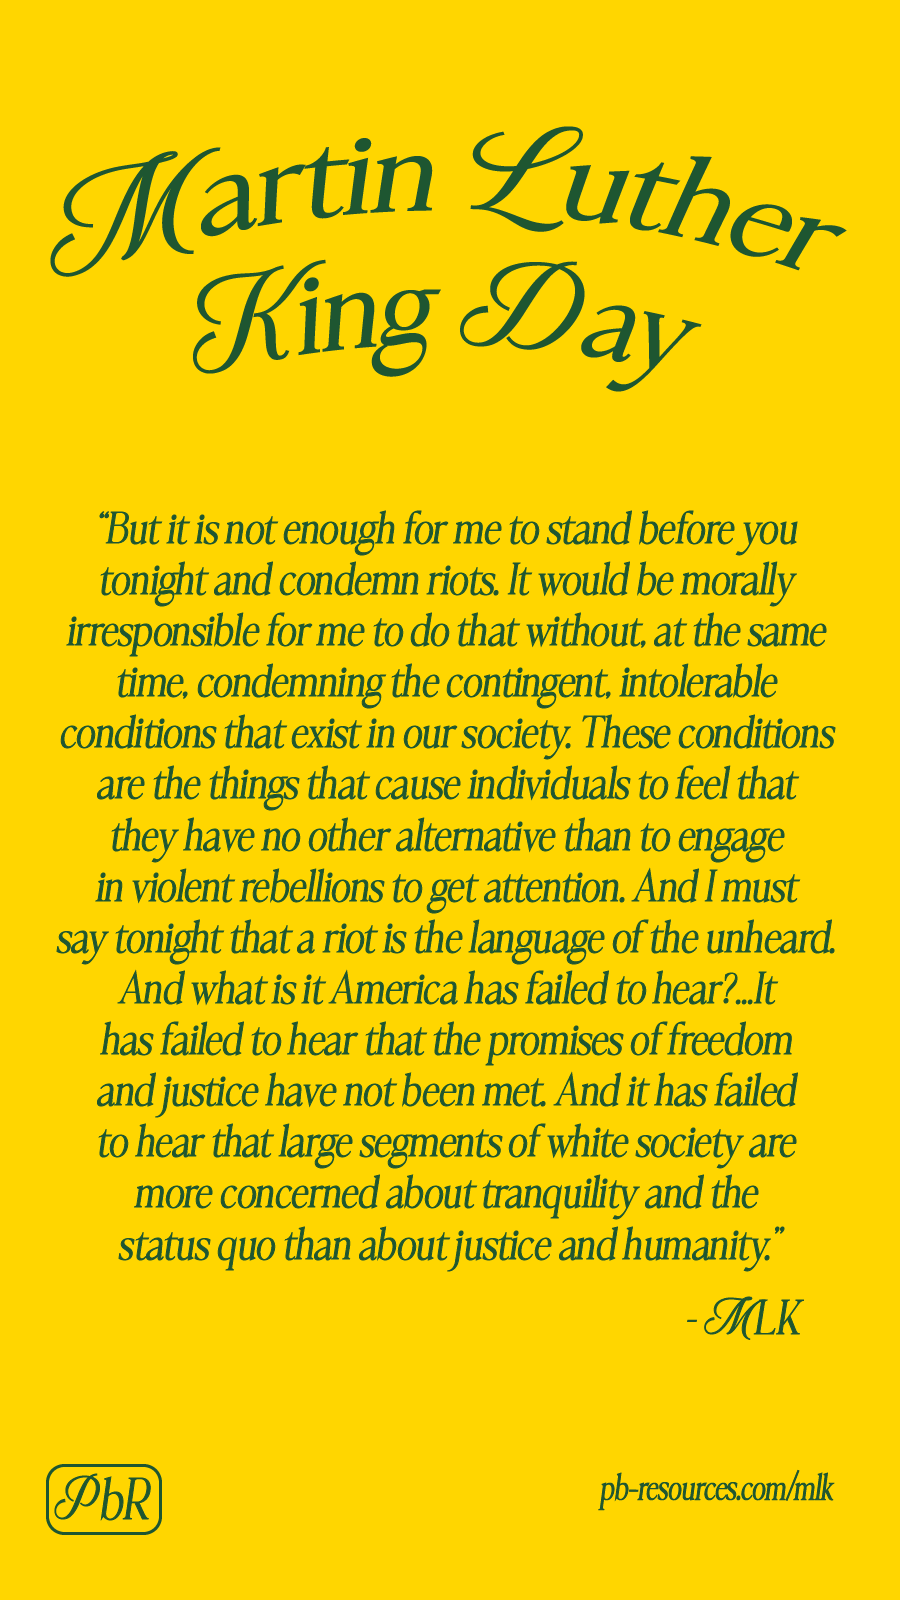 Martin Luther
King Day
“But it is not enough for me to stand before you
tonight and condemn riots. It would be morally
irresponsible for me to do that without, at the same
time, condemning the contingent, intolerable
conditions that exist in our society. These conditions
are the things that cause individuals to feel that
they have no other alternative than to engage
in violent rebellions to get attention. And I must
say tonight that a riot is the language of the unheard.
And what is it America has failed to hear?...It
has failed to hear that the promises of freedom
and justice have not been met. And it has failed
to hear that large segments of white society are
more concerned about tranquility and the
status quo than about justice and humanity.”
- MLK
PbR
pb-resources.com/mlk